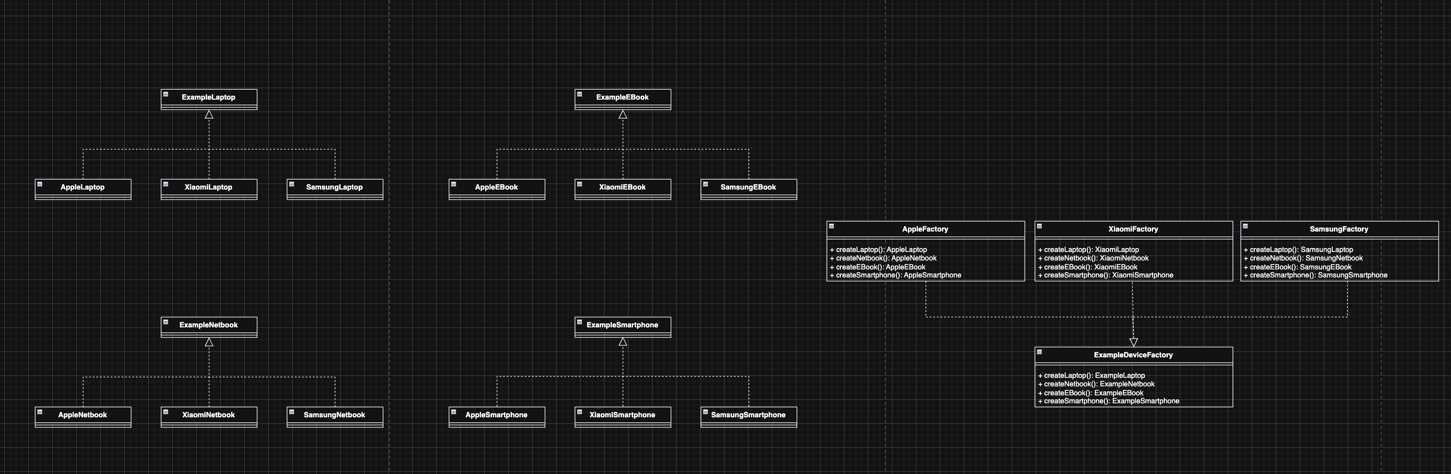 ExampleLaptop
ExampleEBook
AppleLaptop
XiaomiLaptop
SamsungLaptop
AppleEBook
XiaomiEBook
SamsungEBook
AppleFactory
+ createLaptop(): AppleLaptop
+ createNetbook(): AppleNetbook
+ createEBook(): AppleEBook
+ createSmartphone(): AppleSmartphone
XiaomiFactory
+ createLaptop(): XiaomiLaptop
+ createNetbook(): XiaomiNetbook
+ createEBook(): XiaomiEBook
+ createSmartphone(): XiaomiSmartphone
SamsungFactory
+ createLaptop(): SamsungLaptop
+ createNetbook(): SamsungNetbook
+ createEBook(): SamsungEBook
+ createSmartphone(): SamsungSmartphone
ExampleNetbook
ExampleSmartphone
AppleNetbook
XiaomiNetbook
SamsungNetbook
AppleSmartphone
XiaomiSmartphone
SamsungSmartphone
ExampleDeviceFactory
+ createLaptop(): ExampleLaptop
+ createNetbook(): ExampleNetbook
+ createEBook(): ExampleEBook
+ createSmartphone(): ExampleSmartphone